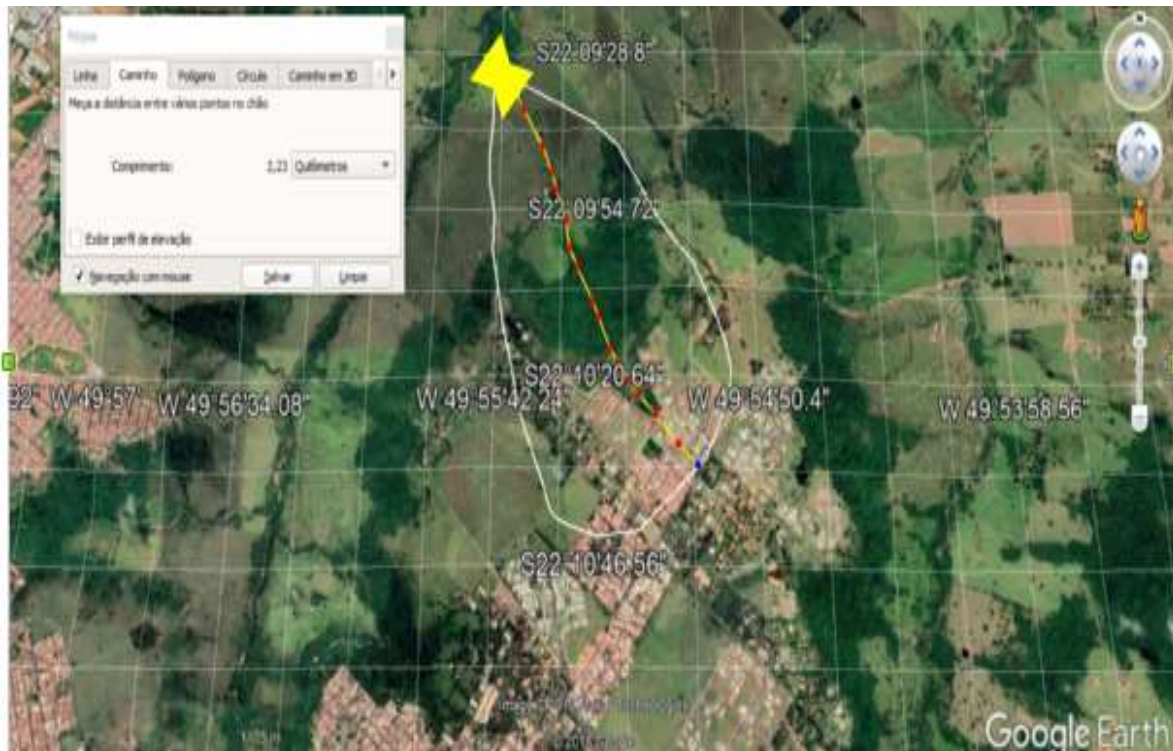 Régua
Linha Caminho Polígono Círculo Caminho em 3D
Meça a distância entre vários pontos no chão
Comprimento: 2,23 Quilômetros
Exibir perfil de elevação
Navegação com mouse Salvar Limpar
S22-09'28 8"
S22-09'54 72"
S22-10'20.64"
92" W-49°57' W 49°56'34.08" W 49°55'42.24" W 49°54'50.4" W 49°53'58.56"
S22-10'46.56"
Google Earth